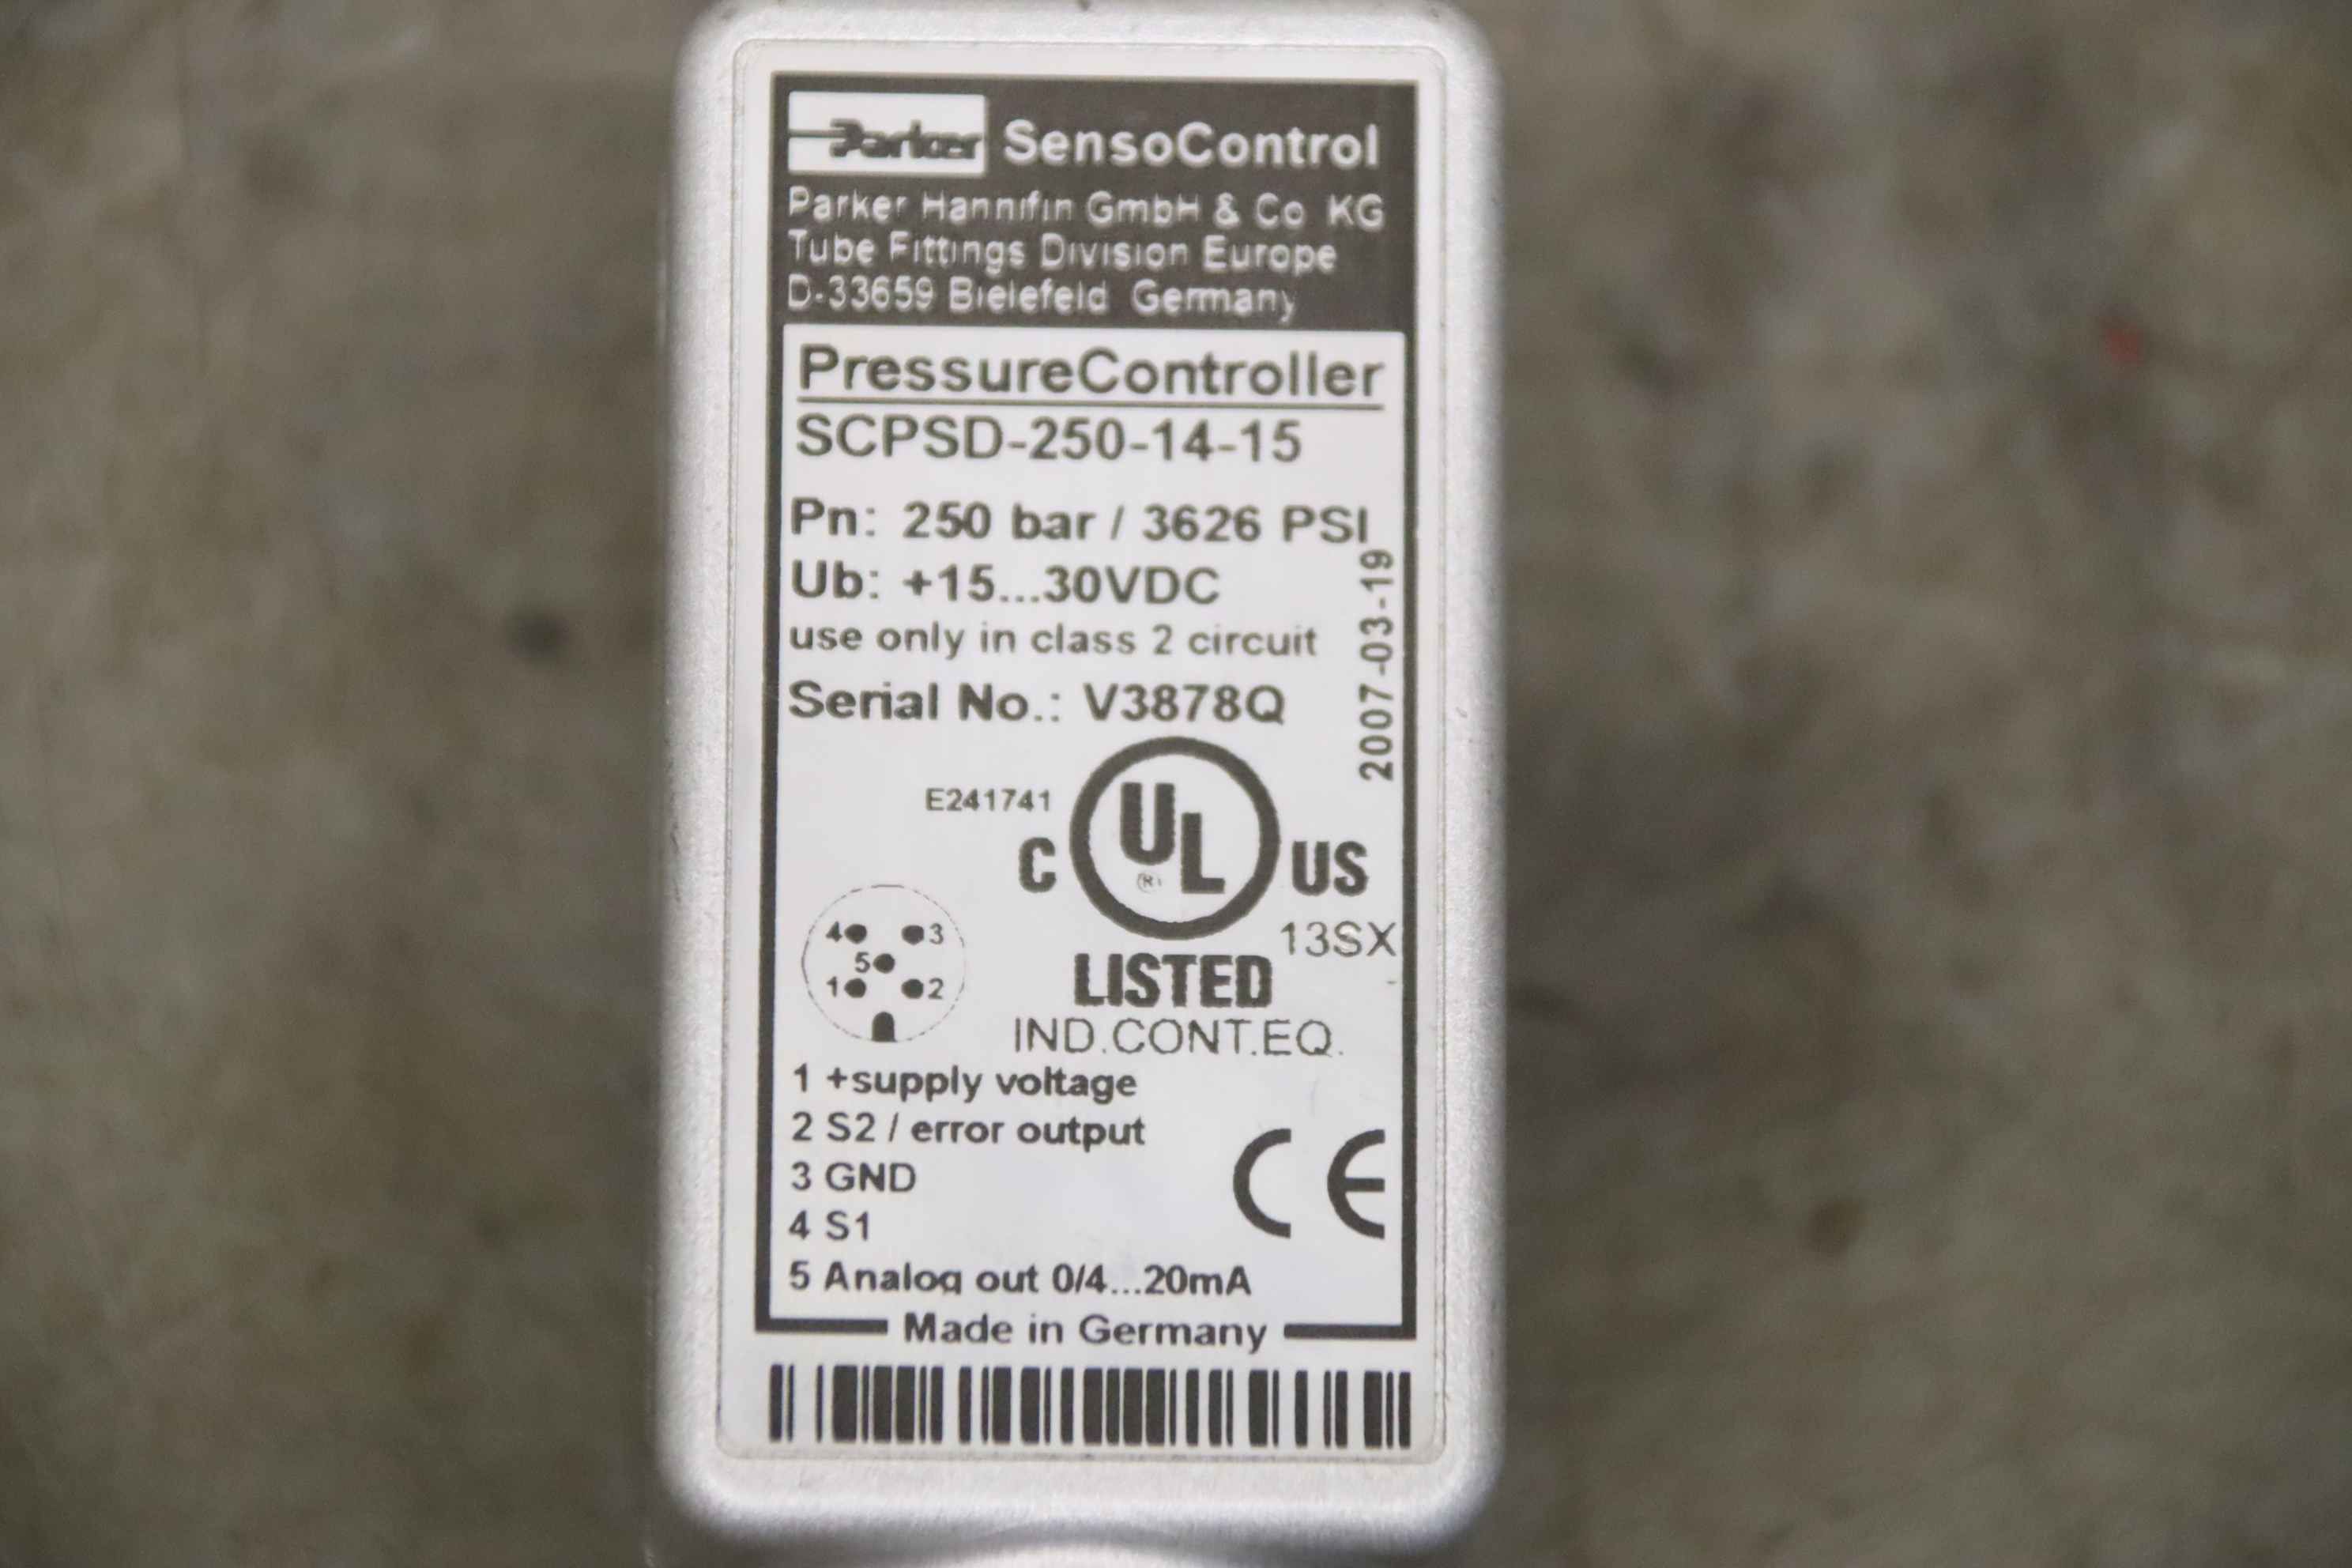 Parker SensoControl
Parker Hannifin GmbH & Co KG
Tube Fittings Division Europe
D-33659 Bielefeld Germany
PressureController
SCPSD-250-14-15
Pn: 250 bar / 3626 PSI
Ub: +15...30VDC
use only in class 2 circuit
Serial No.: V3878Q
2007-03-19
E241741
C UL US
®
13SX
LISTED
IND.CONT.EQ.
4 3
5
1 2
1 +supply voltage
2 S2 / error output
3 GND
4 S1
5 Analog out 0/4...20mA
CE
Made in Germany